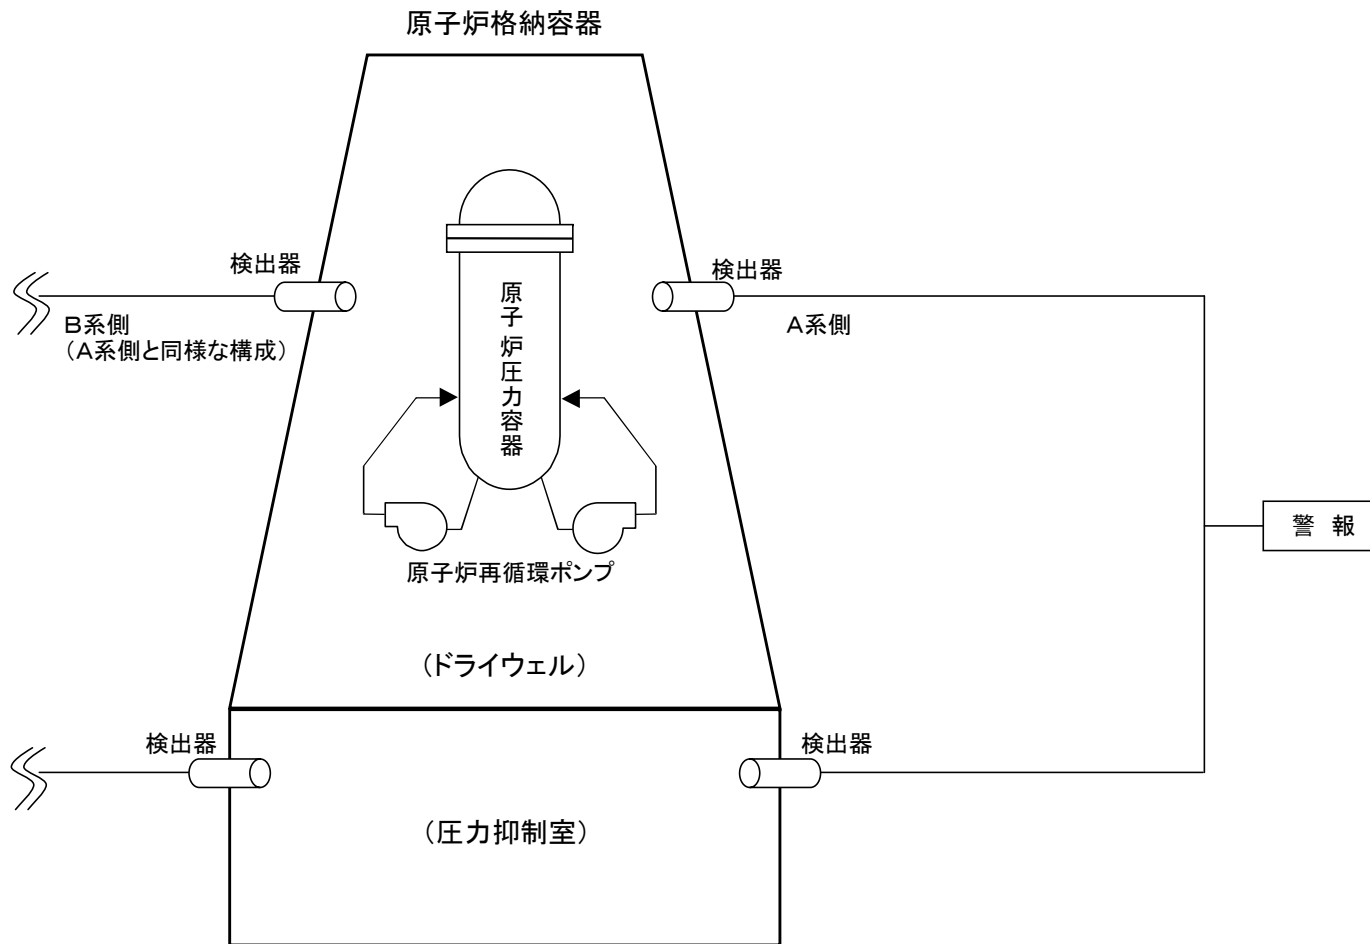 原子炉格納容器
検出器
検出器
B系側
(A系側と同様な構成)
A系側
原子炉圧力容器
警 報
原子炉再循環ポンプ
(ドライウェル)
検出器
検出器
(圧力抑制室)